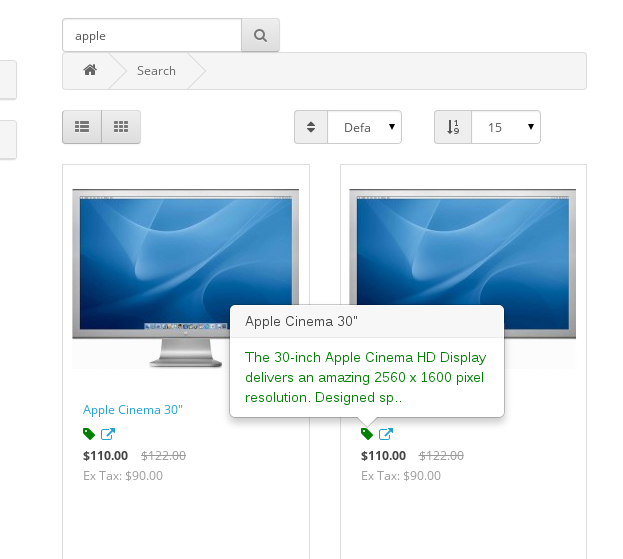 apple
Search
Defa
15
Apple Cinema 30"
The 30-inch Apple Cinema HD Display
delivers an amazing 2560 x 1600 pixel
resolution. Designed sp..
Apple Cinema 30"
$110.00 $122.00
Ex Tax: $90.00
$110.00 $122.00
Ex Tax: $90.00